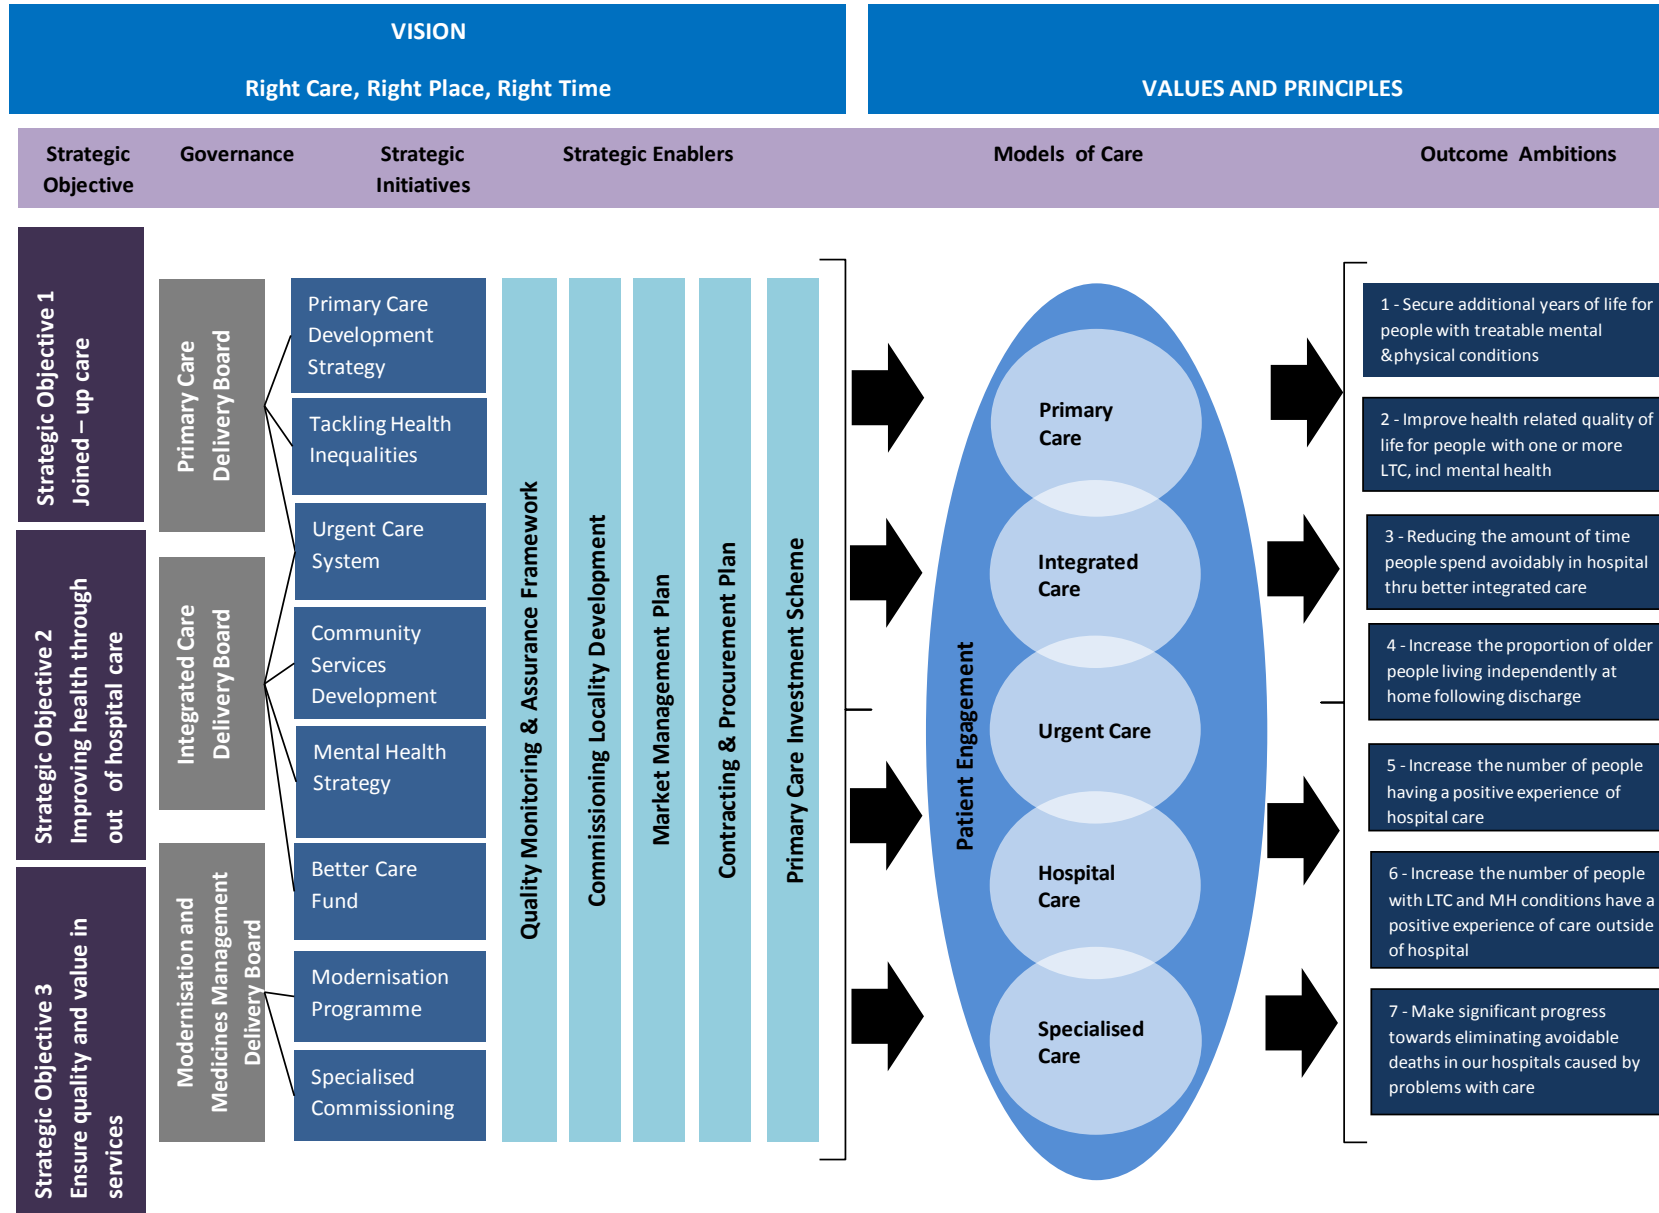 VISION
Right Care, Right Place, Right Time
VALUES AND PRINCIPLES
Strategic
Objective
Governance
Strategic
Initiatives
Strategic Enablers
Models of Care
Outcome Ambitions
Strategic Objective 1
Joined – up care
Strategic Objective 2
Improving health through
out of hospital care
Strategic Objective 3
Ensure quality and value in
services
Primary Care
Delivery Board
Integrated Care
Delivery Board
Modernisation and
Medicines Management
Delivery Board
Primary Care
Development
Strategy
Tackling Health
Inequalities
Urgent Care
System
Community
Services
Development
Mental Health
Strategy
Better Care
Fund
Modernisation
Programme
Specialised
Commissioning
Quality Monitoring & Assurance Framework
Commissioning Locality Development
Market Management Plan
Contracting & Procurement Plan
Primary Care Investment Scheme
Patient Engagement
Primary
Care
Integrated
Care
Urgent Care
Hospital
Care
Specialised
Care
1 - Secure additional years of life for
people with treatable mental
&physical conditions
2 - Improve health related quality of
life for people with one or more
LTC, incl mental health
3 - Reducing the amount of time
people spend avoidably in hospital
thru better integrated care
4 - Increase the proportion of older
people living independently at
home following discharge
5 - Increase the number of people
having a positive experience of
hospital care
6 - Increase the number of people
with LTC and MH conditions have a
positive experience of care outside
of hospital
7 - Make significant progress
towards eliminating avoidable
deaths in our hospitals caused by
problems with care